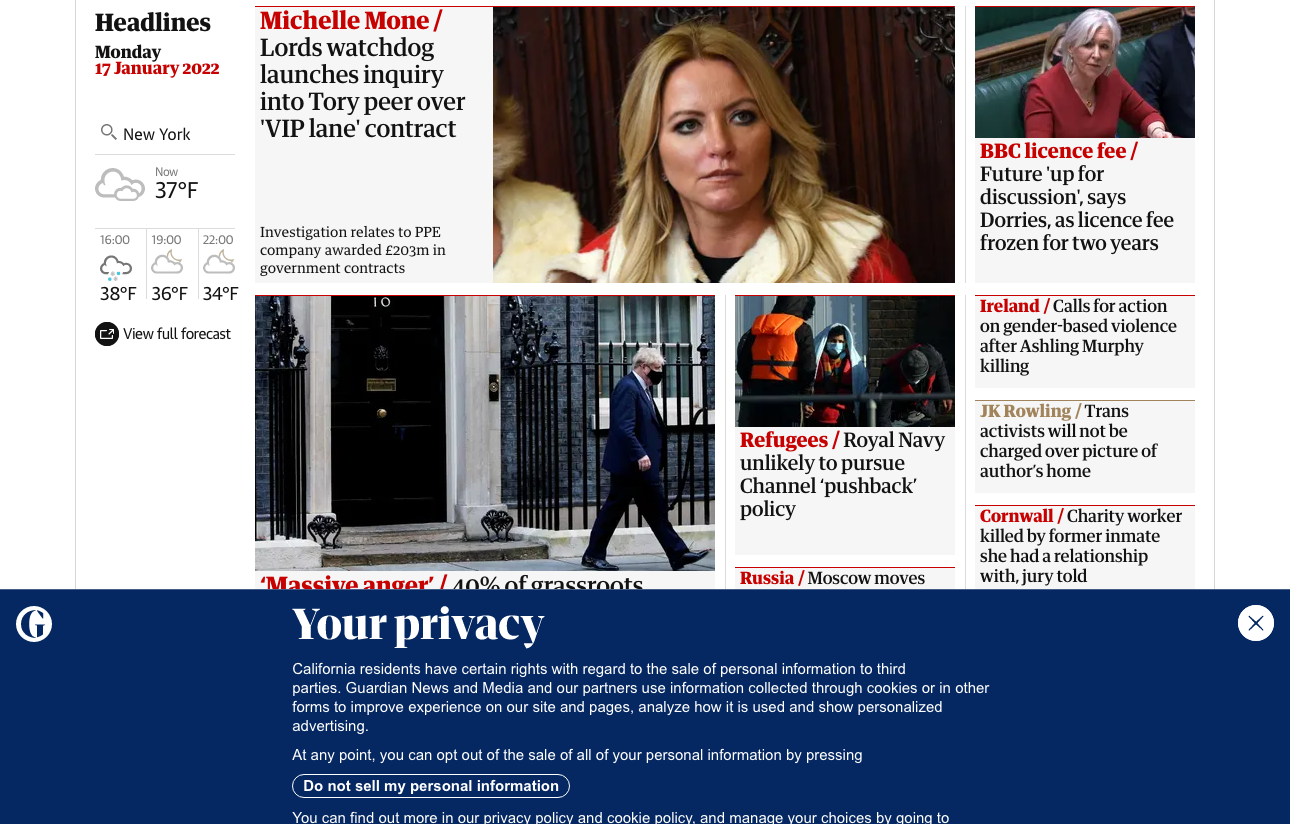 Headlines
Monday
17 January 2022
New York
Now
37°F
16:00
19:00
22:00
38°F
36°F
34°F
View full forecast
Michelle Mone /
Lords watchdog
launches inquiry
into Tory peer over
'VIP lane' contract
Investigation relates to PPE
company awarded £203m in
government contracts
BBC licence fee /
Future 'up for
discussion', says
Dorries, as licence fee
frozen for two years
10
‘Massive anger’ / 40% of grassroots
Refugees / Royal Navy
unlikely to pursue
Channel ‘pushback’
policy
Russia / Moscow moves
Ireland / Calls for action
on gender-based violence
after Ashling Murphy
killing
JK Rowling / Trans
activists will not be
charged over picture of
author’s home
Cornwall / Charity worker
killed by former inmate
she had a relationship
with, jury told
G
Your privacy
California residents have certain rights with regard to the sale of personal information to third
parties. Guardian News and Media and our partners use information collected through cookies or in other
forms to improve experience on our site and pages, analyze how it is used and show personalized
advertising.
At any point, you can opt out of the sale of all of your personal information by pressing
Do not sell my personal information
You can find out more in our privacy policy and cookie policy, and manage your choices by going to